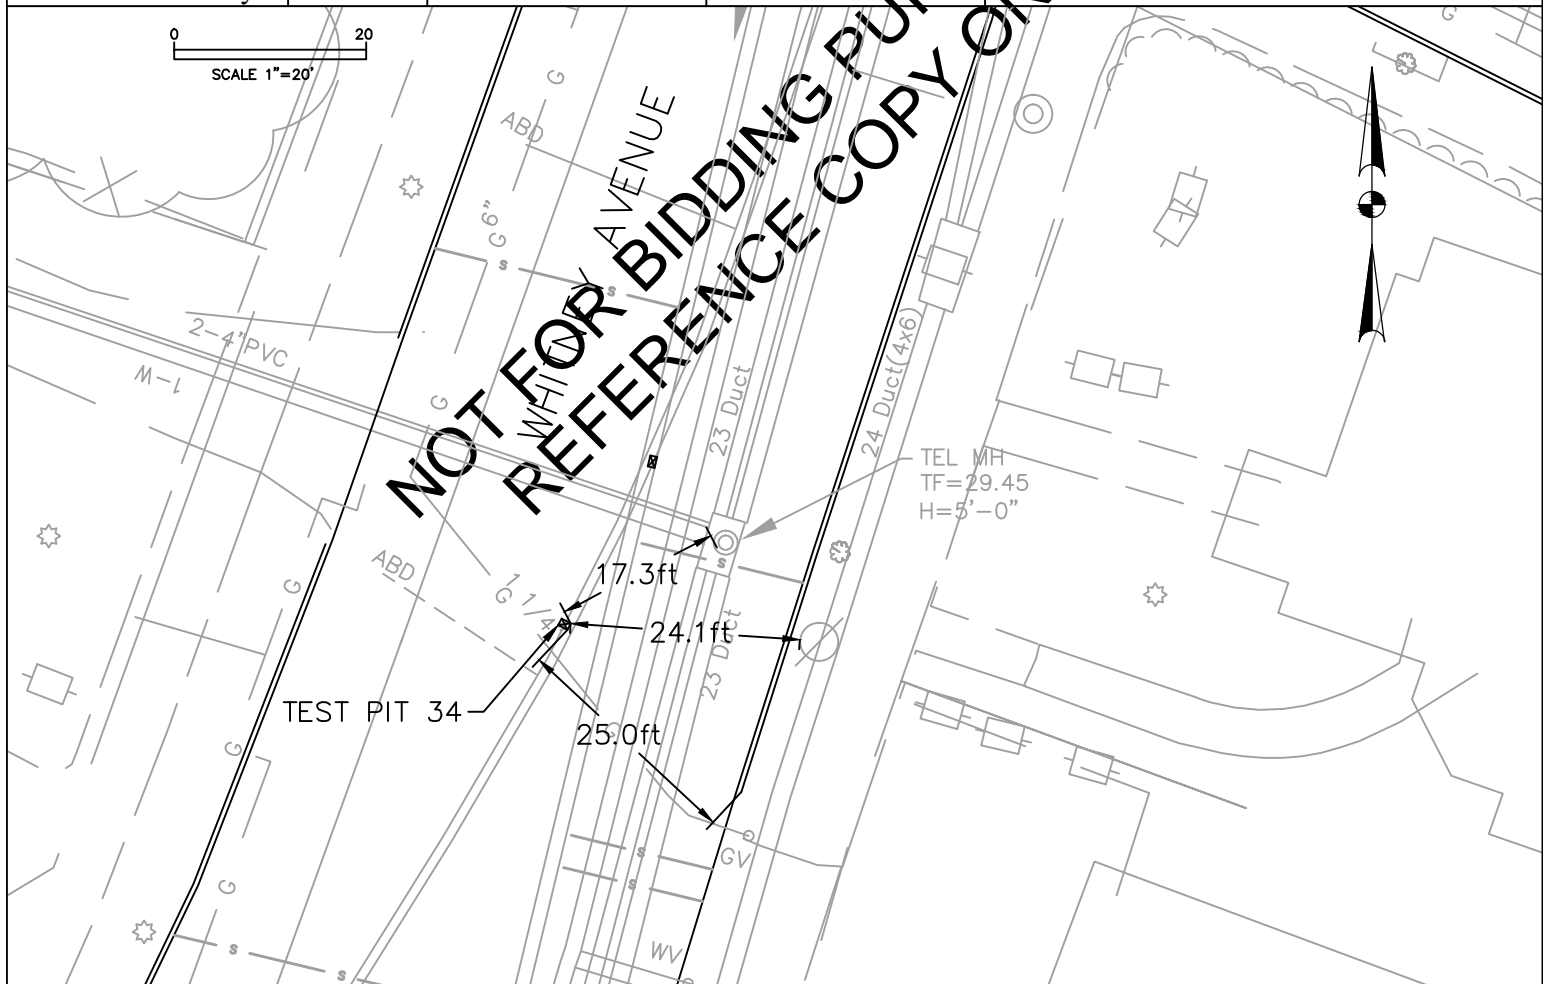 0 20
SCALE 1"=20'
G
G
ABD
6"
G
s
s
WHITNEY AVENUE
NOT FOR BIDDING
REFERENCE COPY
2-4"PVC
1-W
G
23 Duct
24 Duct(4x6)
TEL MH
TF=29.45
H=5'-0"
s
ABD
G
1 1/4"
G
17.3ft
24.1ft
23 Duct
TEST PIT 34
25.0ft
G
G
s
GV
s
G
s
s
WV